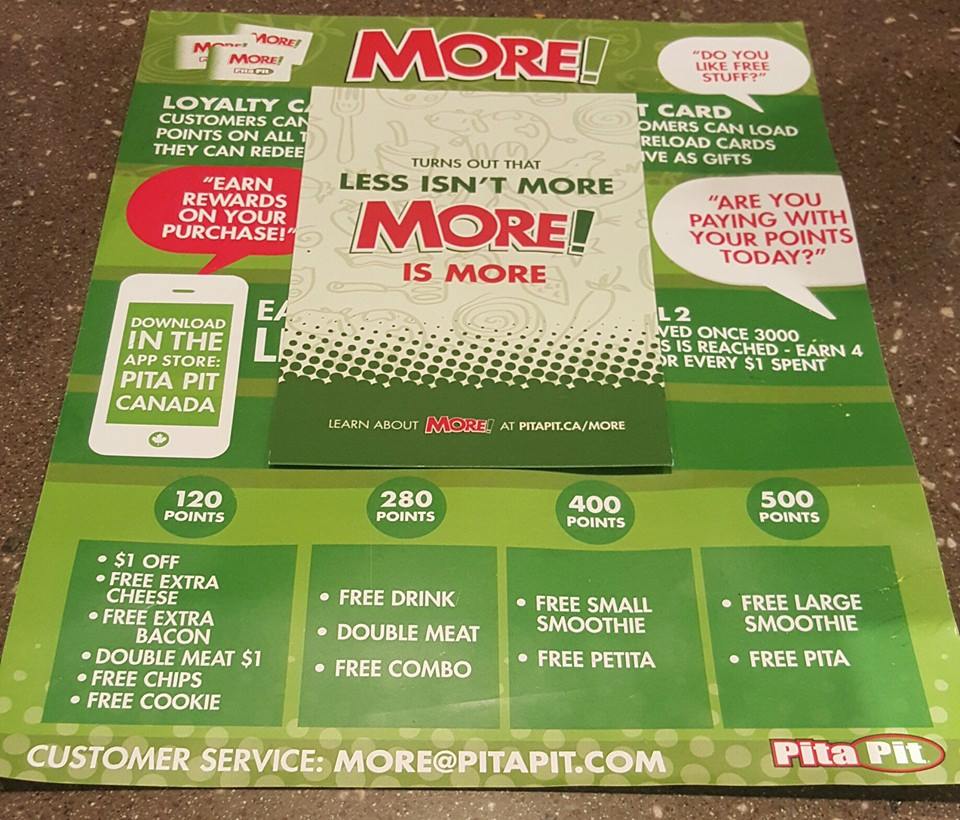 MORE!
MORE!
MORE!
Pita Pit
MORE!
"DO YOU
LIKE FREE
STUFF?"
LOYALTY
CUSTOMERS CAN
POINTS ON ALL
THEY CAN
CARD
CAN LOAD
RELOAD CARDS
AS GIFTS
"EARN
REWARDS
ON YOUR
PURCHASE!"
TURNS OUT THAT
LESS ISN'T MORE
MORE!
IS MORE
LEARN ABOUT MORE! AT PITAPIT.CA/MORE
"ARE YOU
PAYING WITH
YOUR POINTS
TODAY?"
DOWNLOAD
IN THE
APP STORE:
PITA PIT
CANADA
2
ONCE 3000
IS REACHED - EARN 4
EVERY $1 SPENT
120
POINTS
• $1 OFF
• FREE EXTRA
CHEESE
• FREE EXTRA
BACON
• DOUBLE MEAT $1
• FREE CHIPS
• FREE COOKIE
280
POINTS
• FREE DRINK
• DOUBLE MEAT
• FREE COMBO
400
POINTS
• FREE SMALL
SMOOTHIE
• FREE PETITA
500
POINTS
• FREE LARGE
SMOOTHIE
• FREE PITA
CUSTOMER SERVICE: MORE@PITAPIT.COM
Pita Pit